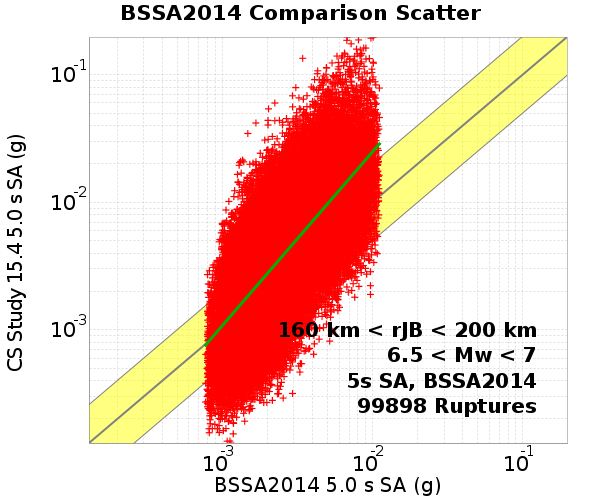 BSSA2014 Comparison Scatter
CS Study 15.4 5.0 s SA (g)
10-1
10-2
10-3
160 km < rJB < 200 km
6.5 < Mw < 7
5s SA, BSSA2014
99898 Ruptures
10-3 10-2 10-1
BSSA2014 5.0 s SA (g)